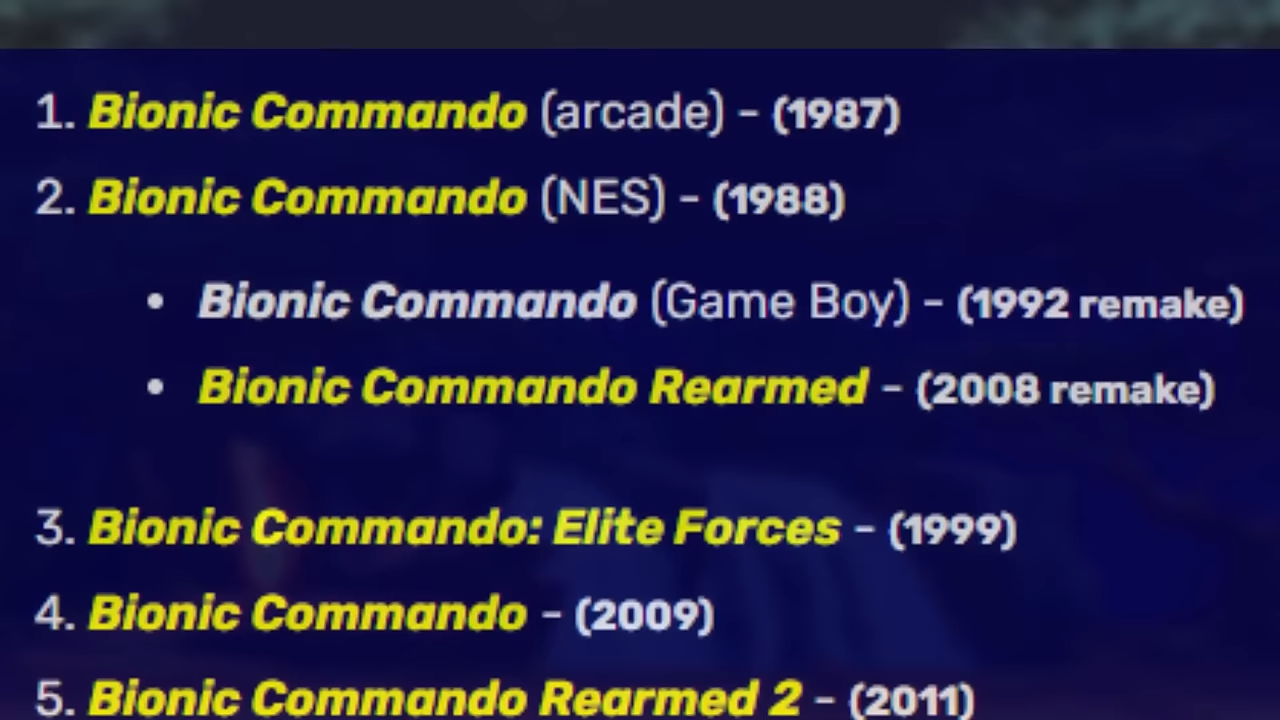 1. Bionic Commando (arcade) – (1987)
2. Bionic Commando (NES) – (1988)
• Bionic Commando (Game Boy) – (1992 remake)
• Bionic Commando Rearmed – (2008 remake)
3. Bionic Commando: Elite Forces – (1999)
4. Bionic Commando – (2009)
5. Bionic Commando Rearmed 2 – (2011)